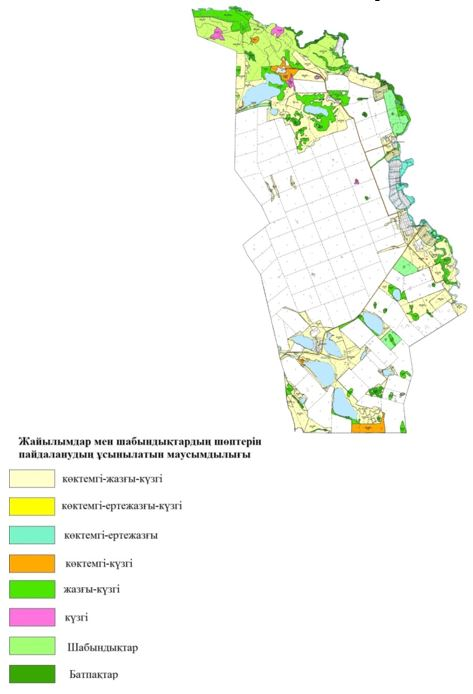 Жайылымдар мен шабындықтардың шөптерін
пайдаланудың ұсынылатын маусымдылығы
көктемгі-жазғы-күзгі
көктемгі-ертежазғы-күзгі
көктемгі-ертежазғы
көктемгі-күзгі
жазғы-күзгі
күзгі
Шабындықтар
Батпақтар